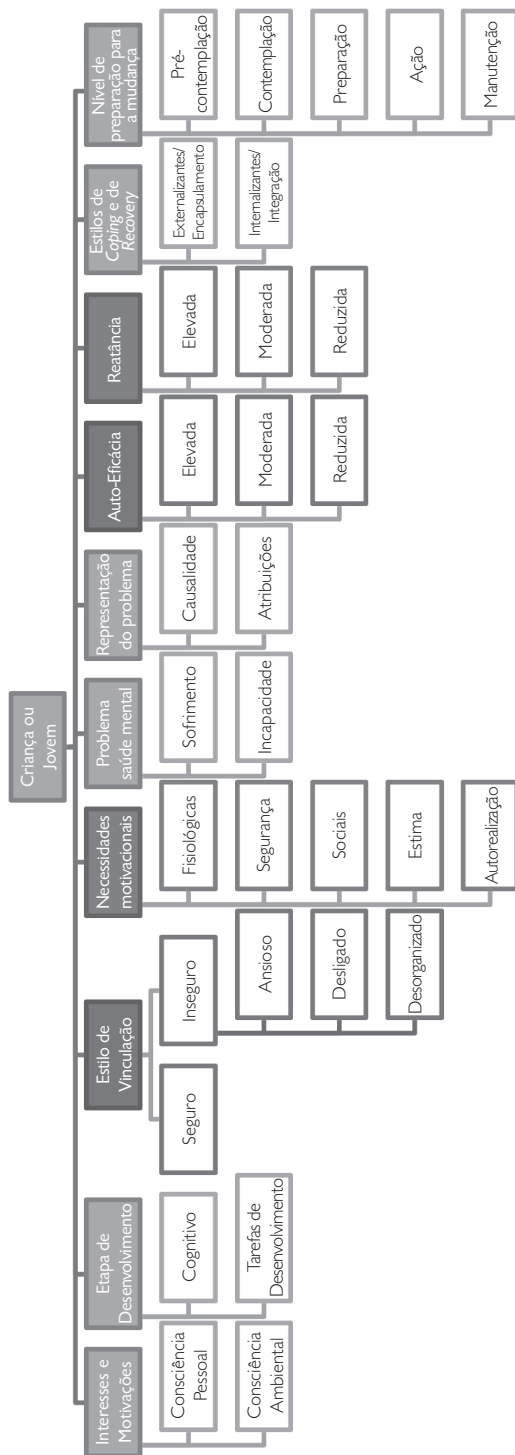 Criança ou
Jovem
Interesses e
Motivações
Consciência
Pessoal
Consciência
Ambiental
Etapa de
Desenvolvimento
Cognitivo
Tarefas de
Desenvolvimento
Estilo de
Vinculação
Seguro
Inseguro
Ansioso
Desligado
Desorganizado
Necessidades
motivacionais
Fisiológicas
Segurança
Sociais
Estima
Autorealização
Problema
saúde mental
Sofrimento
Incapacidade
Representação
do problema
Causalidade
Atribuições
Auto-Eficácia
Elevada
Moderada
Reduzida
Reatância
Elevada
Moderada
Reduzida
Estilos de
Coping e de
Recovery
Externalizantes/
Encapsulamento
Internalizantes/
Integração
Nível de
preparação para
a mudança
Pré-
contemplação
Contemplação
Preparação
Ação
Manutenção